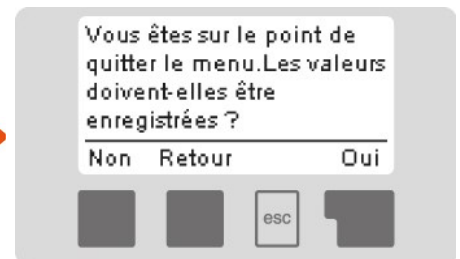 Vous êtes sur le point de
quitter le menu.Les valeurs
doivent-elles être
enregistrées ?
Non Retour Oui
esc